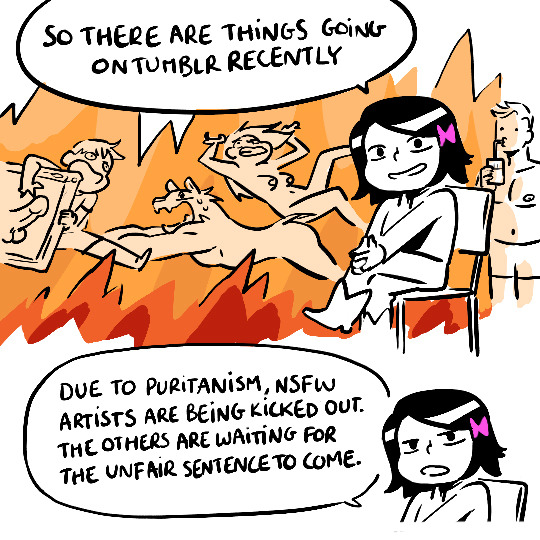 SO THERE ARE THINGS GOING
ON TUMBLR RECENTLY
DUE TO PURITANISM, NSFW
ARTISTS ARE BEING KICKED OUT.
THE OTHERS ARE WAITING FOR
THE UNFAIR SENTENCE TO COME.